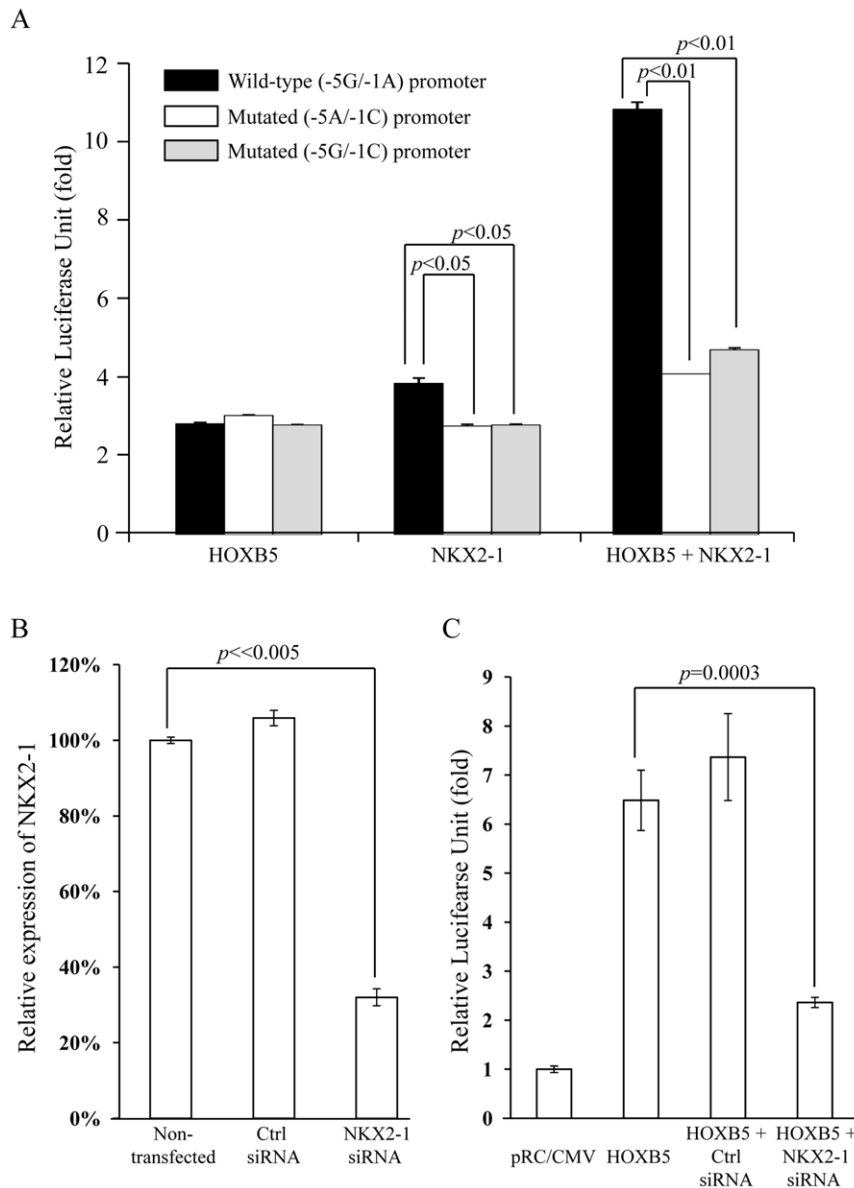 A
Relative Luciferase Unit (fold)
12
10
8
6
4
2
0
Wild-type (-5G/-1A) promoter
Mutated (-5A/-1C) promoter
Mutated (-5G/-1C) promoter
p<0.05
p<0.05
p<0.01
p<0.01
HOXB5
NKX2-1
HOXB5 + NKX2-1
B
Relative expression of NKX2-1
120%
100%
80%
60%
40%
20%
0%
p<<0.005
Non-
transfected
Ctrl
siRNA
NKX2-1
siRNA
C
Relative Lucifearse Unit (fold)
9
8
7
6
5
4
3
2
1
0
p=0.0003
pRC/CMV
HOXB5
HOXB5 +
Ctrl
siRNA
HOXB5 +
NKX2-1
siRNA